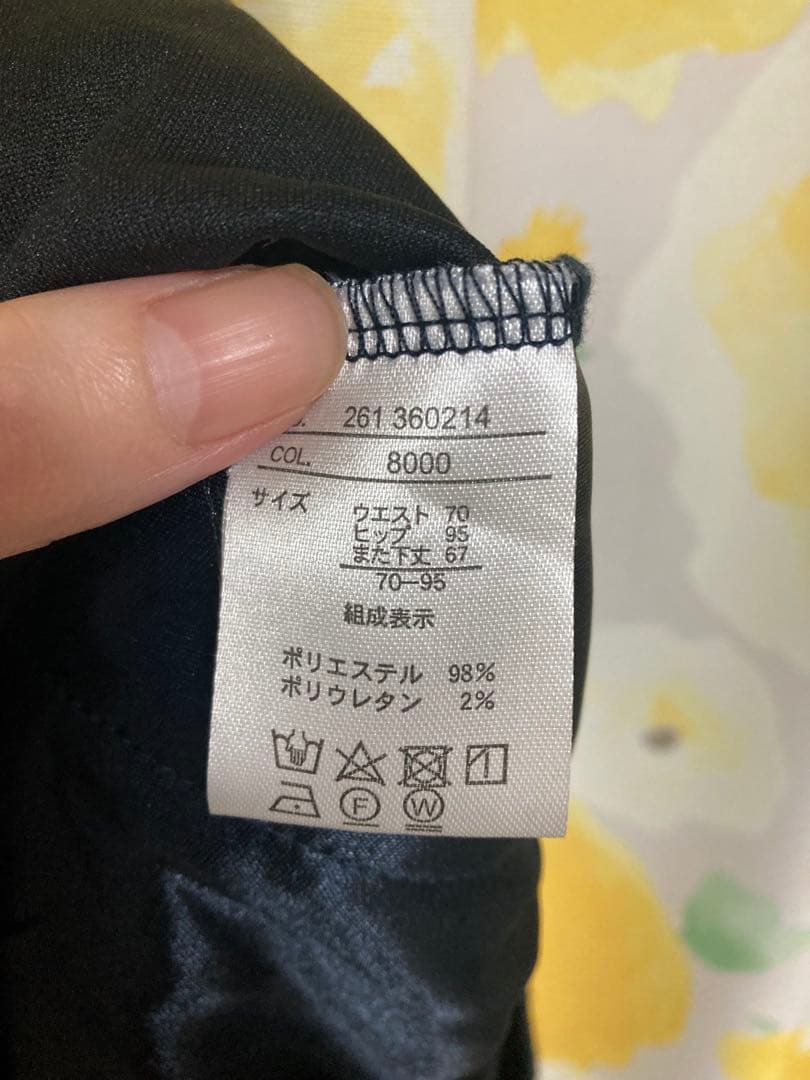 261 360214
COL. 8000
サイズ ウエスト 70
ヒップ 95
また下丈 67
70-95
組成表示
ポリエステル 98%
ポリウレタン 2%
F W